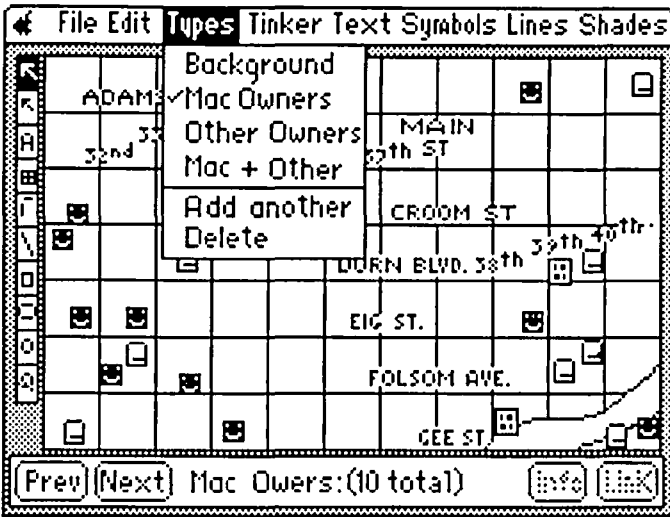 File Edit Types Tinker Text Symbols Lines Shades
Background
ADAMS ✓Mac Owners
Other Owners
MAIN
32nd 33 37th ST
Mac + Other
Add another
CROOM ST
Delete
DORN BLVD. 38th 39th 40th
EIG ST.
FOLSOM AVE.
GEE ST.
Prev Next Mac Owers:(10 total) Info Link